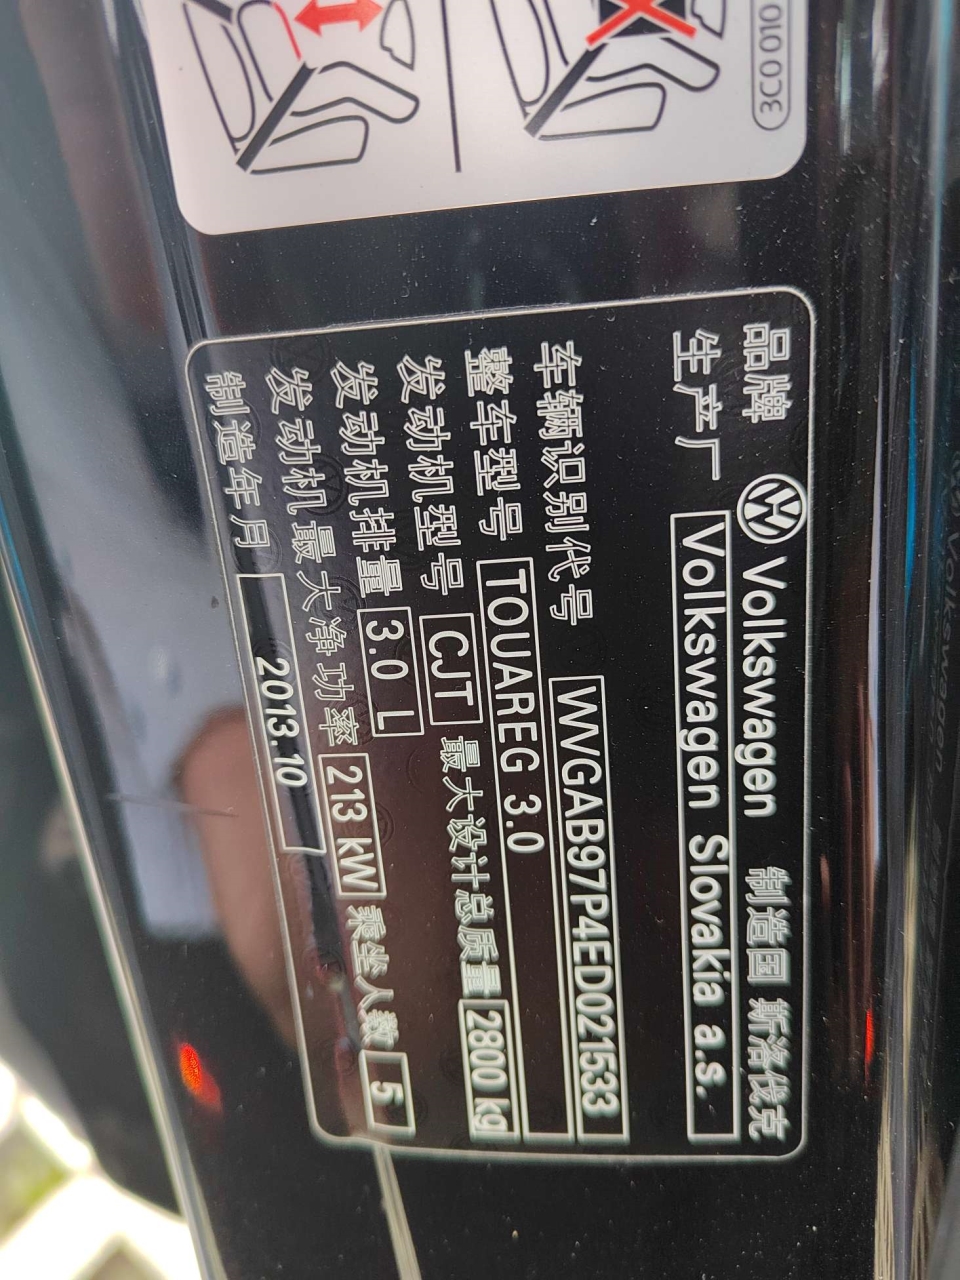 3C0 010
品牌 Volkswagen 制造国 斯洛伐克
生产厂 Volkswagen Slovakia a.s.
车辆识别代号 WVGAB97P4ED021533
整车型号 TOUAREG 3.0
发动机型号 CJT 最大设计总质量 2800 kg
发动机排量 3.0 L
发动机最大净功率 213 kW 乘坐人数 5
制造年月 2013.10